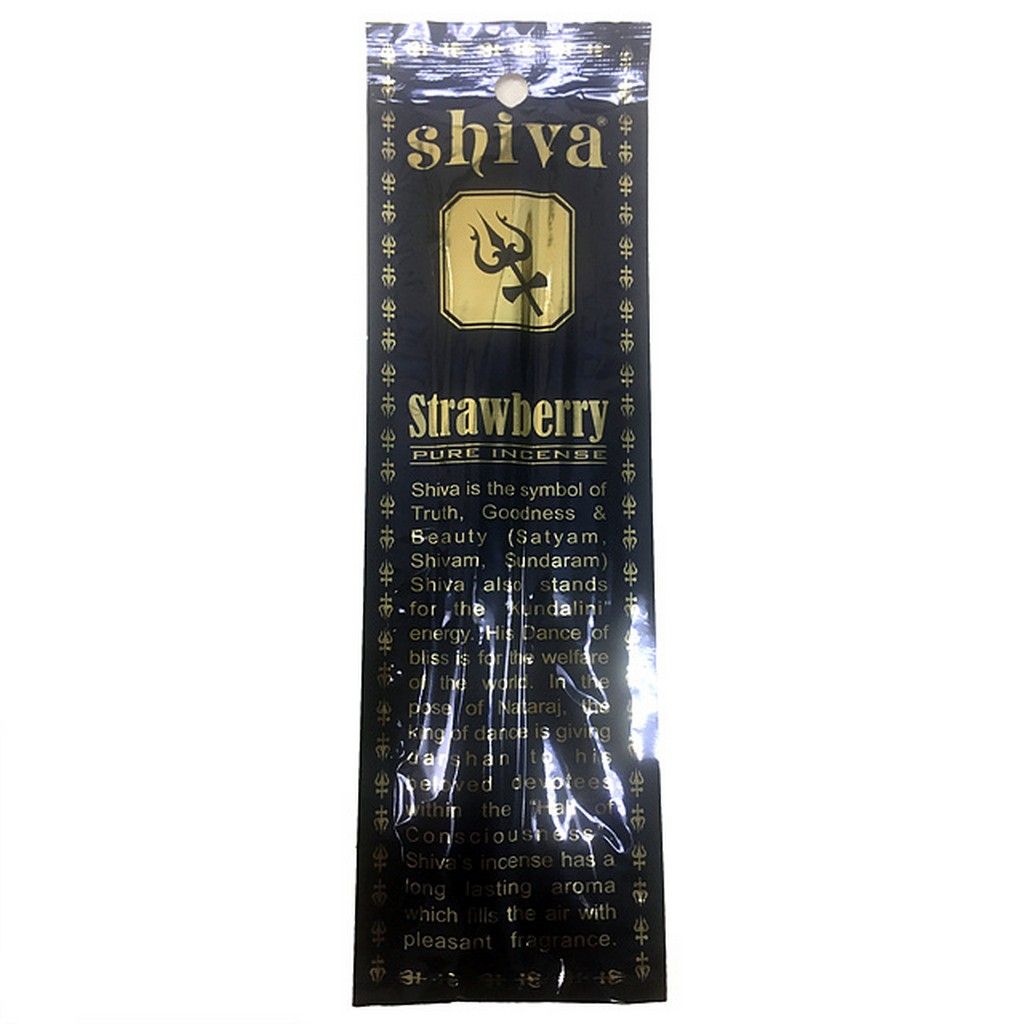 shiva®
Strawberry
PURE INCENSE
Shiva is the symbol of
Truth, Goodness &
Beauty (Satyam,
Shivam, Sundaram)
Shiva also stands
for the "Kundalini"
energy. His Dance of
bliss is for the welfare
of the world. In the
pose of Nataraj, the
king of dance is giving
darshan to his
beloved devotees
within the "Hall of
Consciousness"
Shiva's incense has a
long lasting aroma
which fills the air with
pleasant fragrance.